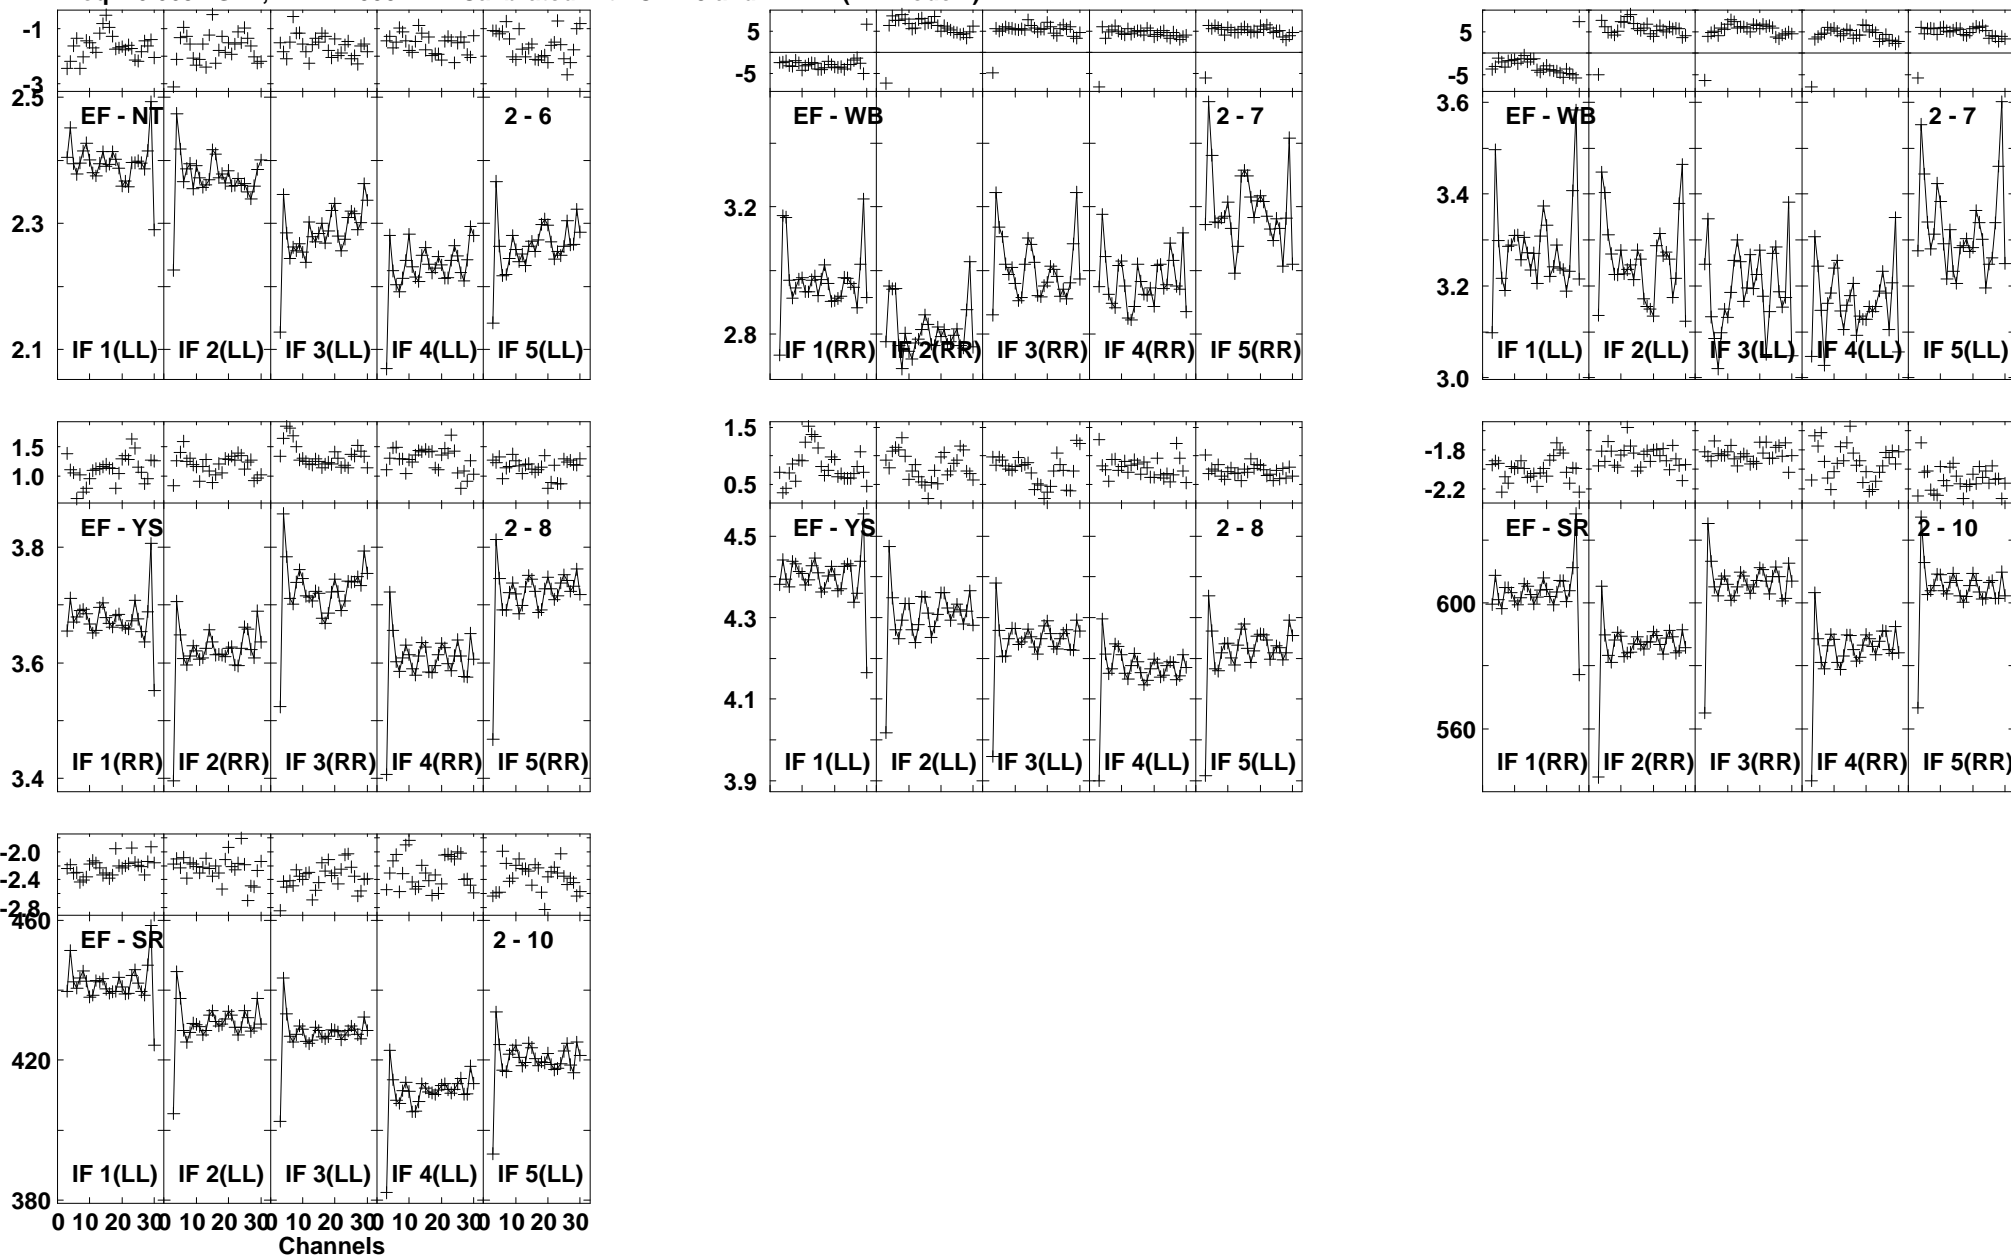 -1
-3
2.5
2.3
2.1
EF - NT
2 - 6
IF 1(LL) IF 2(LL) IF 3(LL) IF 4(LL) IF 5(LL)
5
-5
3.2
2.8
EF - WB
2 - 7
IF 1(RR) IF 2(RR) IF 3(RR) IF 4(RR) IF 5(RR)
5
-5
3.6
3.4
3.2
3.0
EF - WB
2 - 7
IF 1(LL) IF 2(LL) IF 3(LL) IF 4(LL) IF 5(LL)
1.5
1.0
3.8
3.6
3.4
EF - YS
2 - 8
IF 1(RR) IF 2(RR) IF 3(RR) IF 4(RR) IF 5(RR)
1.5
0.5
4.5
4.3
4.1
3.9
EF - YS
2 - 8
IF 1(LL) IF 2(LL) IF 3(LL) IF 4(LL) IF 5(LL)
-1.8
-2.2
600
560
EF - SR
2 - 10
IF 1(RR) IF 2(RR) IF 3(RR) IF 4(RR) IF 5(RR)
-2.0
-2.4
-2.8
460
420
380
EF - SR
2 - 10
IF 1(LL) IF 2(LL) IF 3(LL) IF 4(LL) IF 5(LL)
0 10 20 30 0 10 20 30 0 10 20 30 0 10 20 30 0 10 20 30
Channels